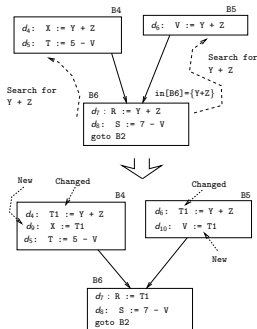 B4
B5
d4: X := Y + Z
d5: T := 5 - V
d6: V := Y + Z
Search for
Y + Z
Search for
Y + Z
B6
in[B6]={Y+Z}
d7: R := Y + Z
d8: S := 7 - V
goto B2
New
Changed
Changed
B4
B5
d4: T1 := Y + Z
d9: X := T1
d5: T := 5 - V
d6: T1 := Y + Z
d10: V := T1
New
B6
d7: R := T1
d8: S := 7 - V
goto B2